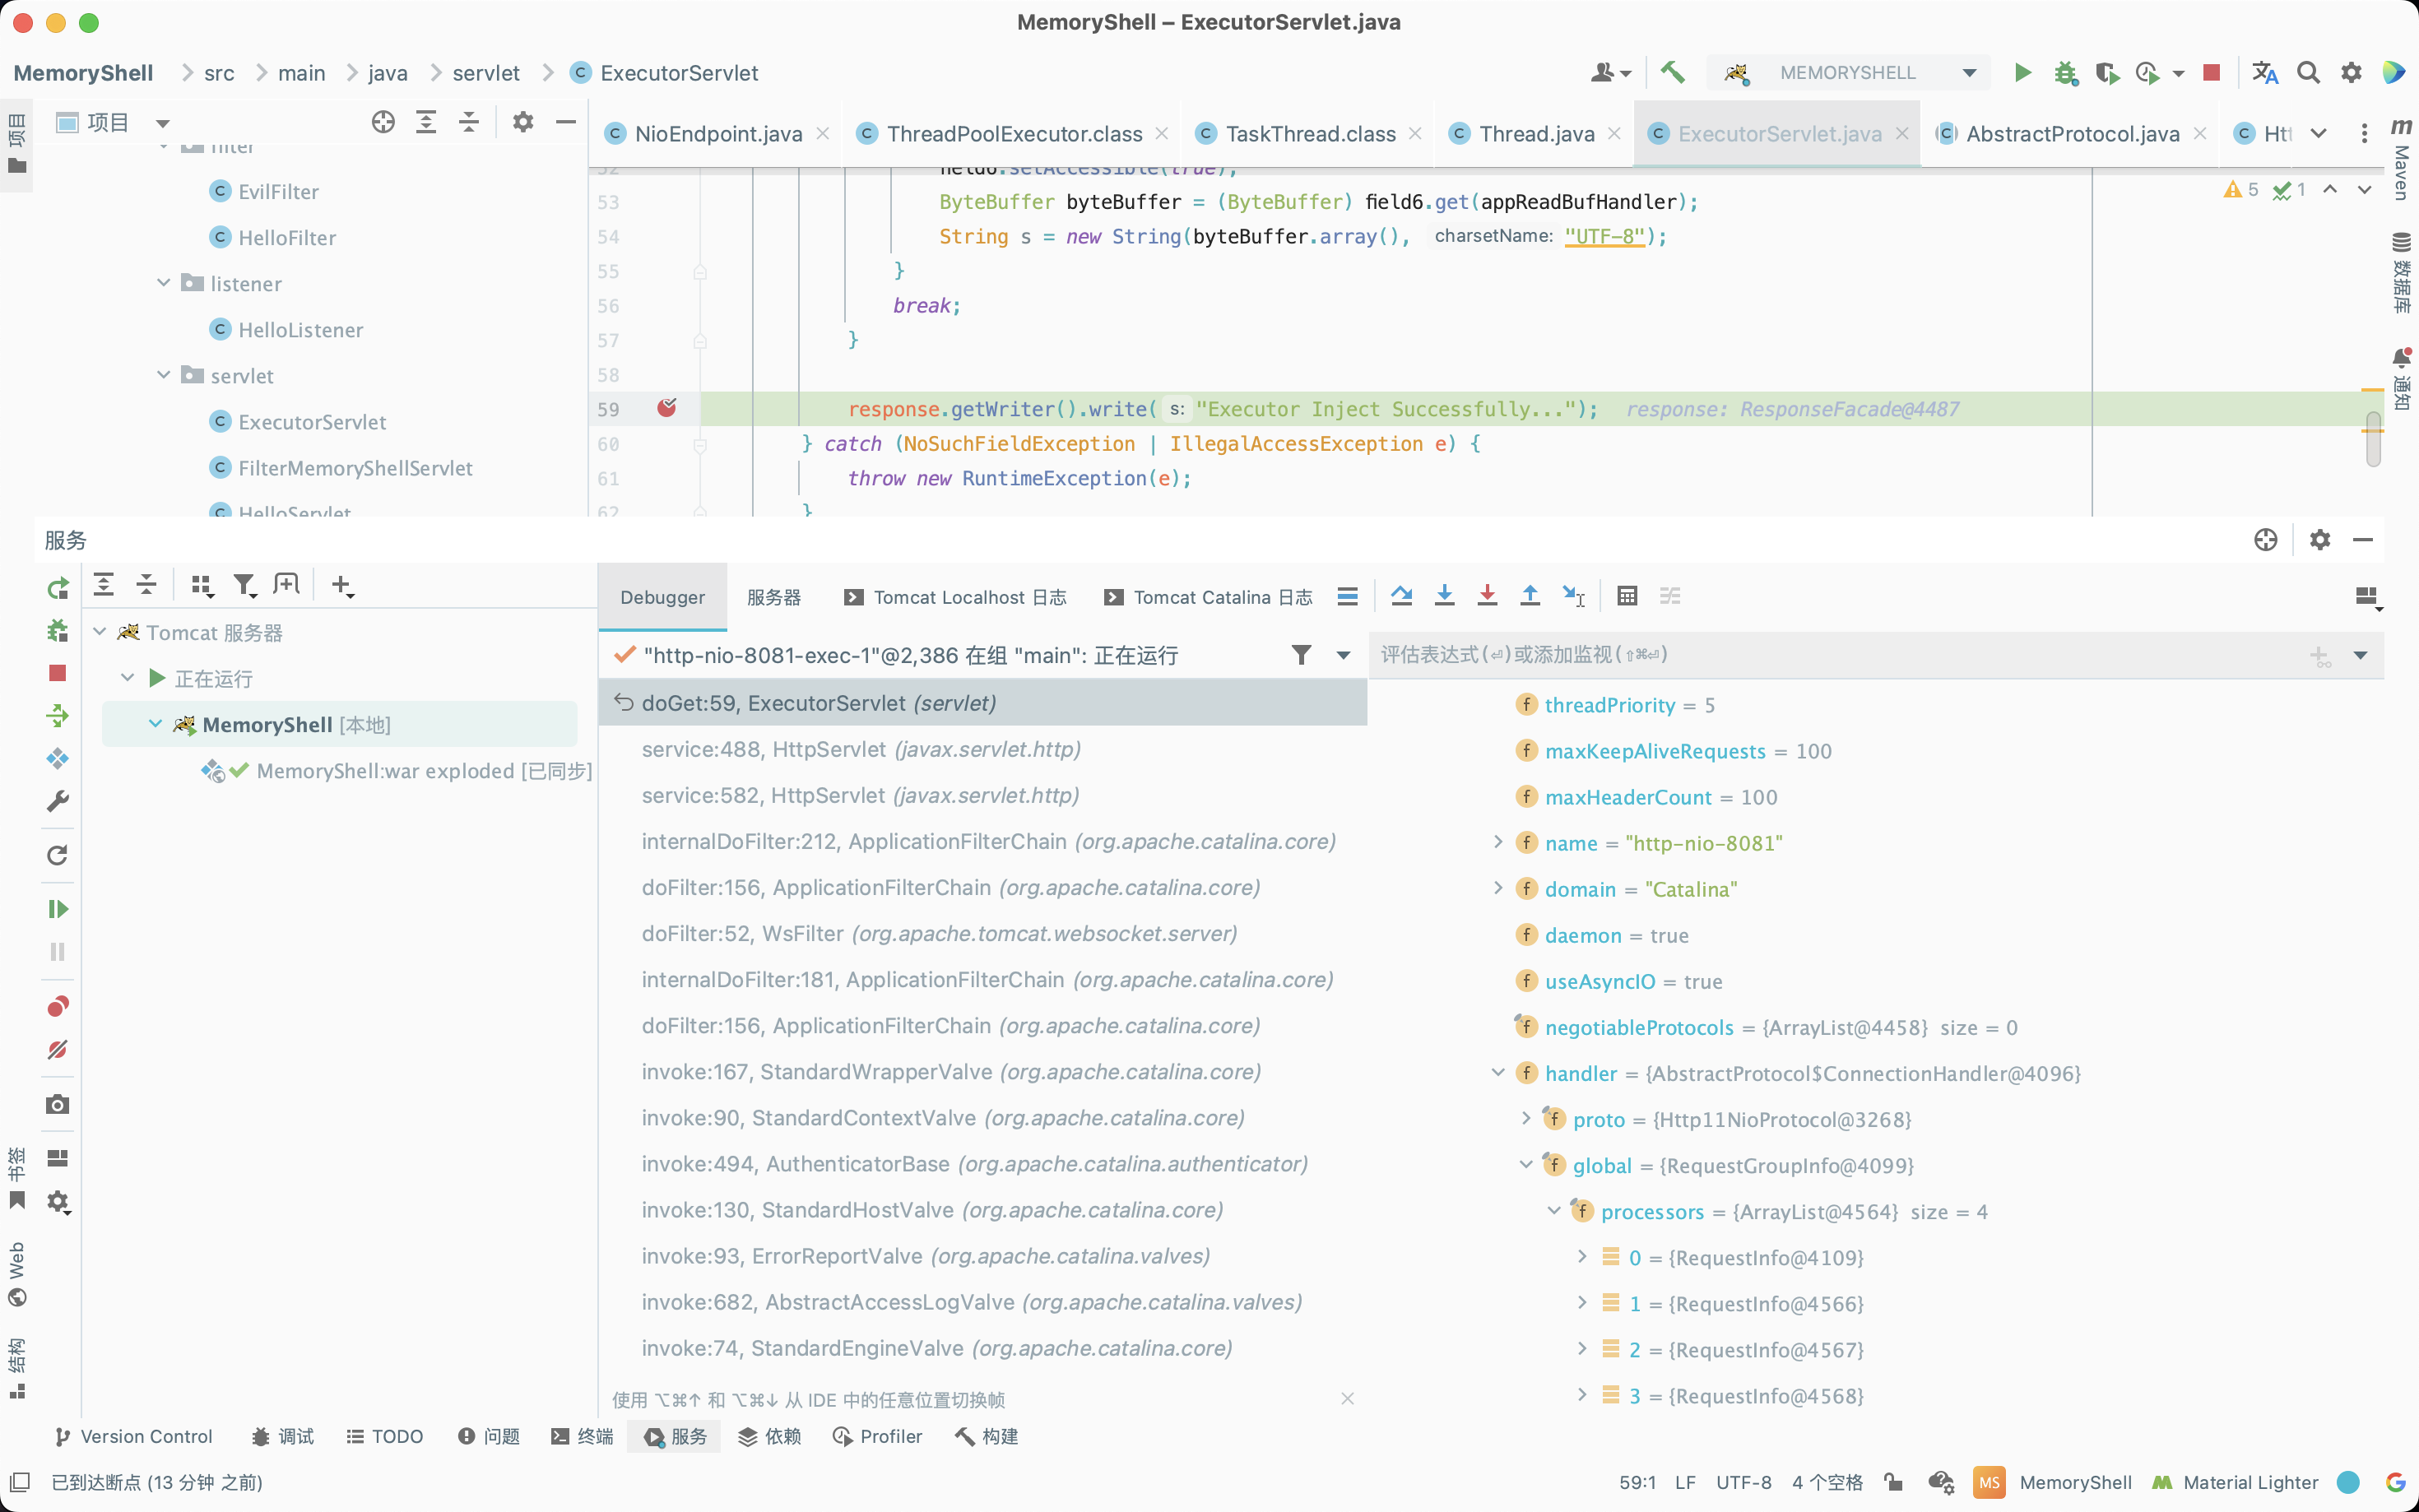 MemoryShell – ExecutorServlet.java
MemoryShell
src
main
java
servlet
ExecutorServlet
MEMORYSHELL
项目
项目
NioEndpoint.java
ThreadPoolExecutor.class
TaskThread.class
Thread.java
ExecutorServlet.java
AbstractProtocol.java
Htt
Maven
数据库
通知
filter
EvilFilter
HelloFilter
listener
HelloListener
servlet
ExecutorServlet
FilterMemoryShellServlet
HelloServlet
52 field6.setAccessible(true);
53 ByteBuffer byteBuffer = (ByteBuffer) field6.get(appReadBufHandler);
54 String s = new String(byteBuffer.array(), charsetName: "UTF-8");
55 }
56 break;
57 }
58
59 response.getWriter().write( s: "Executor Inject Successfully..."); response: ResponseFacade@4487
60 } catch (NoSuchFieldException | IllegalAccessException e) {
61 throw new RuntimeException(e);
62 }
5 1
服务
Tomcat 服务器
正在运行
MemoryShell [本地]
MemoryShell:war exploded [已同步]
Debugger
服务器
Tomcat Localhost 日志
Tomcat Catalina 日志
"http-nio-8081-exec-1"@2,386 在组 "main": 正在运行
doGet:59, ExecutorServlet (servlet)
service:488, HttpServlet (javax.servlet.http)
service:582, HttpServlet (javax.servlet.http)
internalDoFilter:212, ApplicationFilterChain (org.apache.catalina.core)
doFilter:156, ApplicationFilterChain (org.apache.catalina.core)
doFilter:52, WsFilter (org.apache.tomcat.websocket.server)
internalDoFilter:181, ApplicationFilterChain (org.apache.catalina.core)
doFilter:156, ApplicationFilterChain (org.apache.catalina.core)
invoke:167, StandardWrapperValve (org.apache.catalina.core)
invoke:90, StandardContextValve (org.apache.catalina.core)
invoke:494, AuthenticatorBase (org.apache.catalina.authenticator)
invoke:130, StandardHostValve (org.apache.catalina.core)
invoke:93, ErrorReportValve (org.apache.catalina.valves)
invoke:682, AbstractAccessLogValve (org.apache.catalina.valves)
invoke:74, StandardEngineValve (org.apache.catalina.core)
使用 ⌥⌘↑ 和 ⌥⌘↓ 从 IDE 中的任意位置切换帧
评估表达式(⏎)或添加监视(⇧⌘⏎)
threadPriority = 5
maxKeepAliveRequests = 100
maxHeaderCount = 100
name = "http-nio-8081"
domain = "Catalina"
daemon = true
useAsyncIO = true
negotiableProtocols = {ArrayList@4458} size = 0
handler = {AbstractProtocol$ConnectionHandler@4096}
proto = {Http11NioProtocol@3268}
global = {RequestGroupInfo@4099}
processors = {ArrayList@4564} size = 4
0 = {RequestInfo@4109}
1 = {RequestInfo@4566}
2 = {RequestInfo@4567}
3 = {RequestInfo@4568}
书签
Web
结构
Version Control
调试
TODO
问题
终端
服务
依赖
Profiler
构建
已到达断点 (13 分钟 之前)
59:1 LF UTF-8 4 个空格 MS MemoryShell Material Lighter